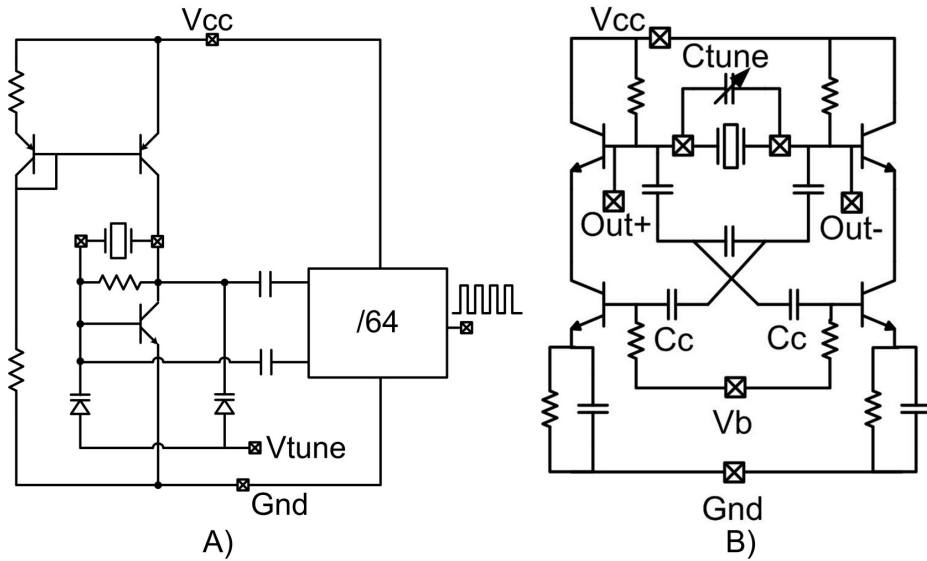 Vcc
/64
Vtune
Gnd
A)
Vcc
Ctune
Out+
Out-
Cc
Cc
Vb
Gnd
B)